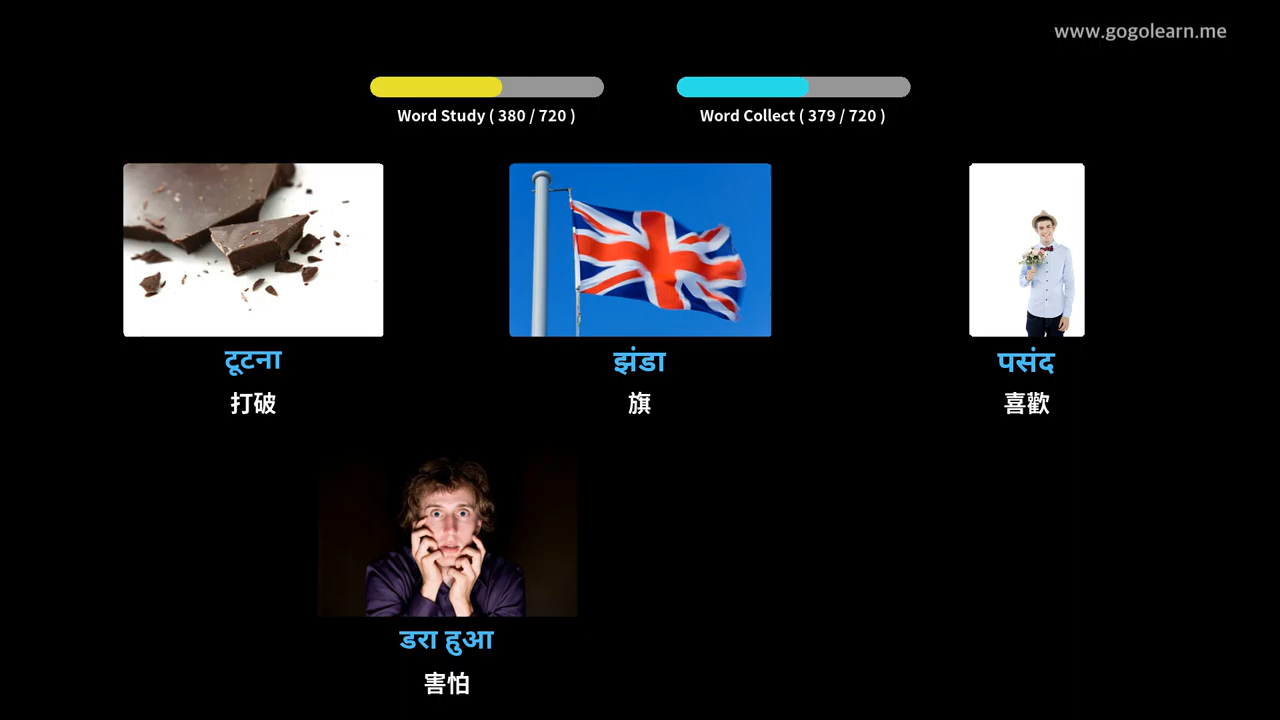 www.gogolearn.me
Word Study ( 380 / 720 )
Word Collect ( 379 / 720 )
टूटना
打破
झंडा
旗
पसंद
喜歡
डरा हुआ
害怕